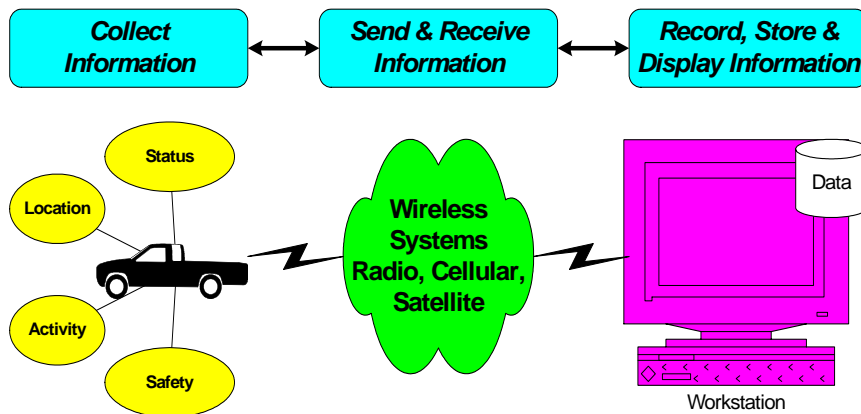 Collect
Information
Send & Receive
Information
Record, Store &
Display Information
Status
Location
Activity
Safety
Wireless
Systems
Radio, Cellular,
Satellite
Data
Workstation